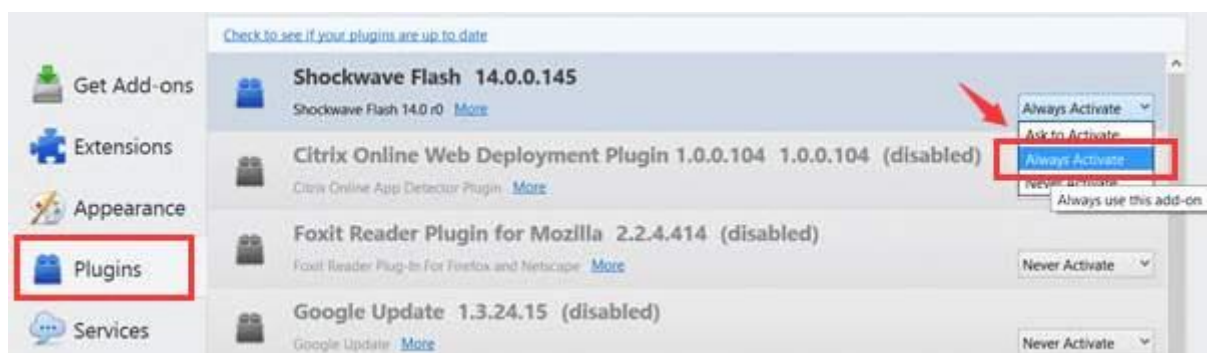 Check to see if your plugins are up to date
Get Add-ons
Extensions
Appearance
Plugins
Services
Shockwave Flash 14.0.0.145
Shockwave Flash 14.0 r0 More
Always Activate
Ask to Activate
Always Activate
Never Activate
Always use this add-on
Citrix Online Web Deployment Plugin 1.0.0.104 1.0.0.104 (disabled)
Citrix Online App Detector Plugin More
Foxit Reader Plugin for Mozilla 2.2.4.414 (disabled)
Foxit Reader Plug-In For Firefox and Netscape More
Never Activate
Google Update 1.3.24.15 (disabled)
Google Update More
Never Activate